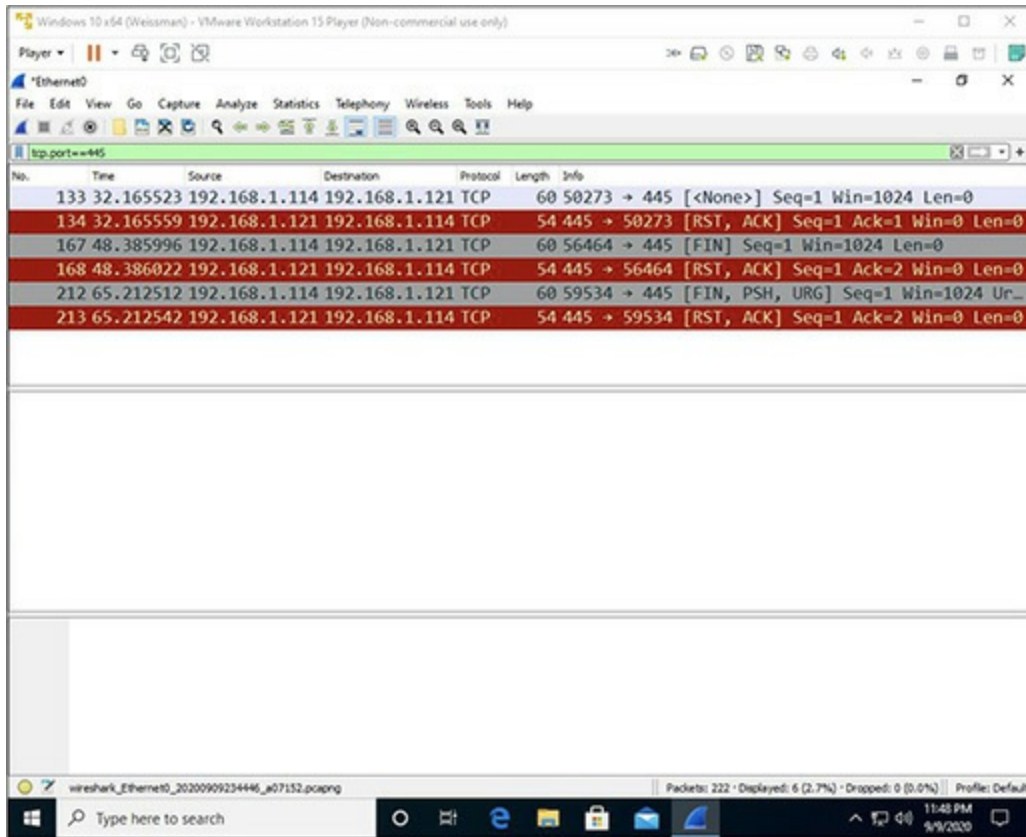 Windows 10 x64 (Weissman) - VMware Workstation 15 Player (Non-commercial use only)
Player
*Ethernet0
File Edit View Go Capture Analyze Statistics Telephony Wireless Tools Help
tcp.port==445
No. Time Source Destination Protocol Length Info
133 32.165523 192.168.1.114 192.168.1.121 TCP 60 50273 → 445 [<None>] Seq=1 Win=1024 Len=0
134 32.165559 192.168.1.121 192.168.1.114 TCP 54 445 → 50273 [RST, ACK] Seq=1 Ack=1 Win=0 Len=0
167 48.385996 192.168.1.114 192.168.1.121 TCP 60 56464 → 445 [FIN] Seq=1 Win=1024 Len=0
168 48.386022 192.168.1.121 192.168.1.114 TCP 54 445 → 56464 [RST, ACK] Seq=1 Ack=2 Win=0 Len=0
212 65.212512 192.168.1.114 192.168.1.121 TCP 60 59534 → 445 [FIN, PSH, URG] Seq=1 Win=1024 Ur…
213 65.212542 192.168.1.121 192.168.1.114 TCP 54 445 → 59534 [RST, ACK] Seq=1 Ack=2 Win=0 Len=0
wireshark_Ethernet0_20200909234446_a07152.pcapng Packets: 222 · Displayed: 6 (2.7%) · Dropped: 0 (0.0%) Profile: Default
Type here to search 11:48 PM
9/9/2020